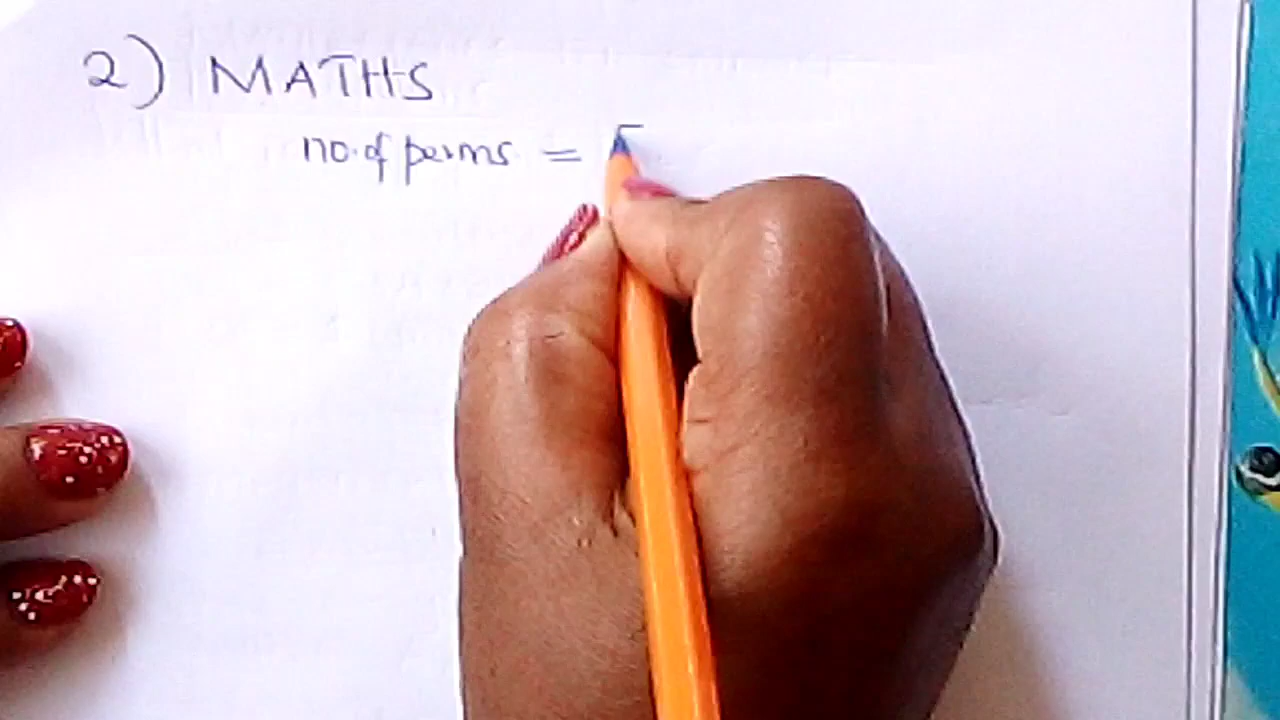 2) MATHS
no. of perms =